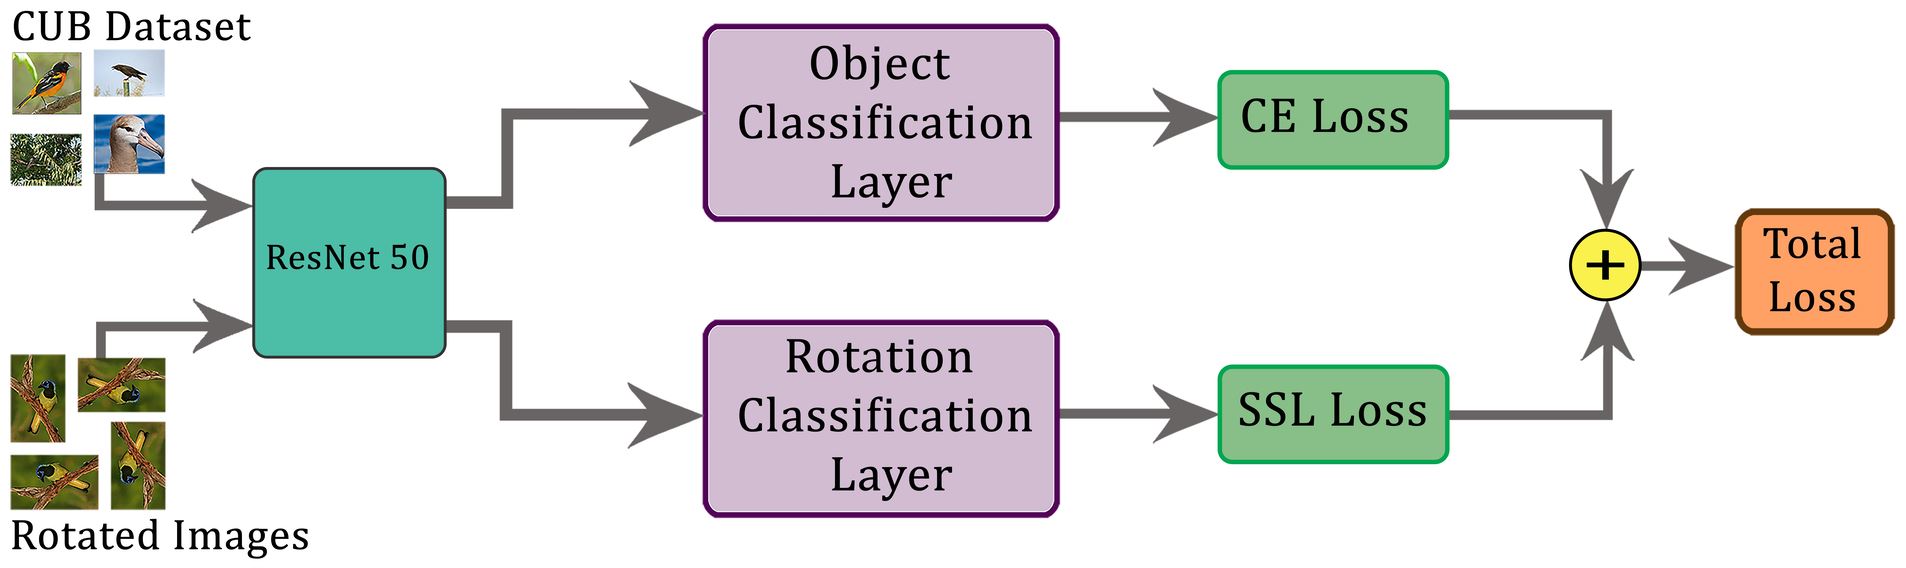 CUB Dataset
ResNet 50
Object
Classification
Layer
CE Loss
Rotation
Classification
Layer
SSL Loss
+
Total
Loss
Rotated Images